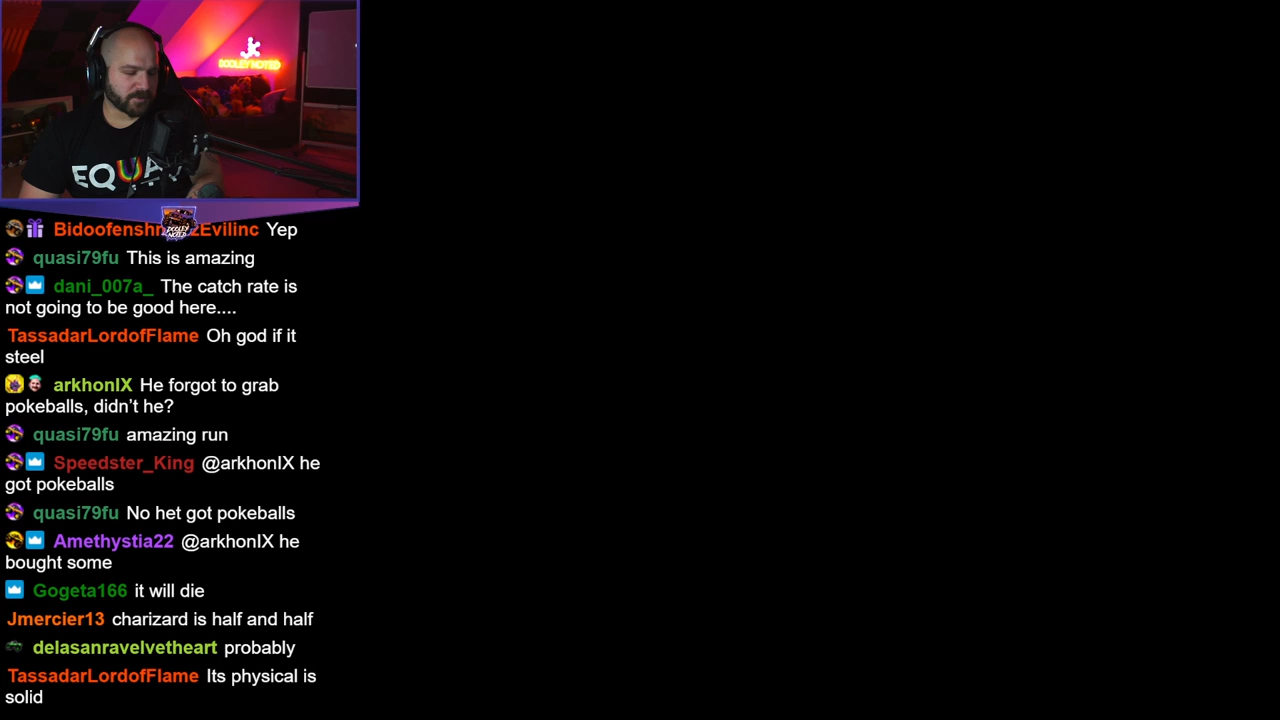 DOOLEY NOTED
EQUA
DOOLEY
NOTED
Yep
quasi79fu This is amazing
dani_007a_ The catch rate is
not going to be good here....
TassadarLordofFlame Oh god if it
steel
arkhonIX He forgot to grab
pokeballs, didn’t he?
quasi79fu amazing run
Speedster_King @arkhonIX he
got pokeballs
quasi79fu No het got pokeballs
Amethystia22 @arkhonIX he
bought some
Gogeta166 it will die
Jmercier13 charizard is half and half
delasanravelvetheart probably
TassadarLordofFlame Its physical is
solid